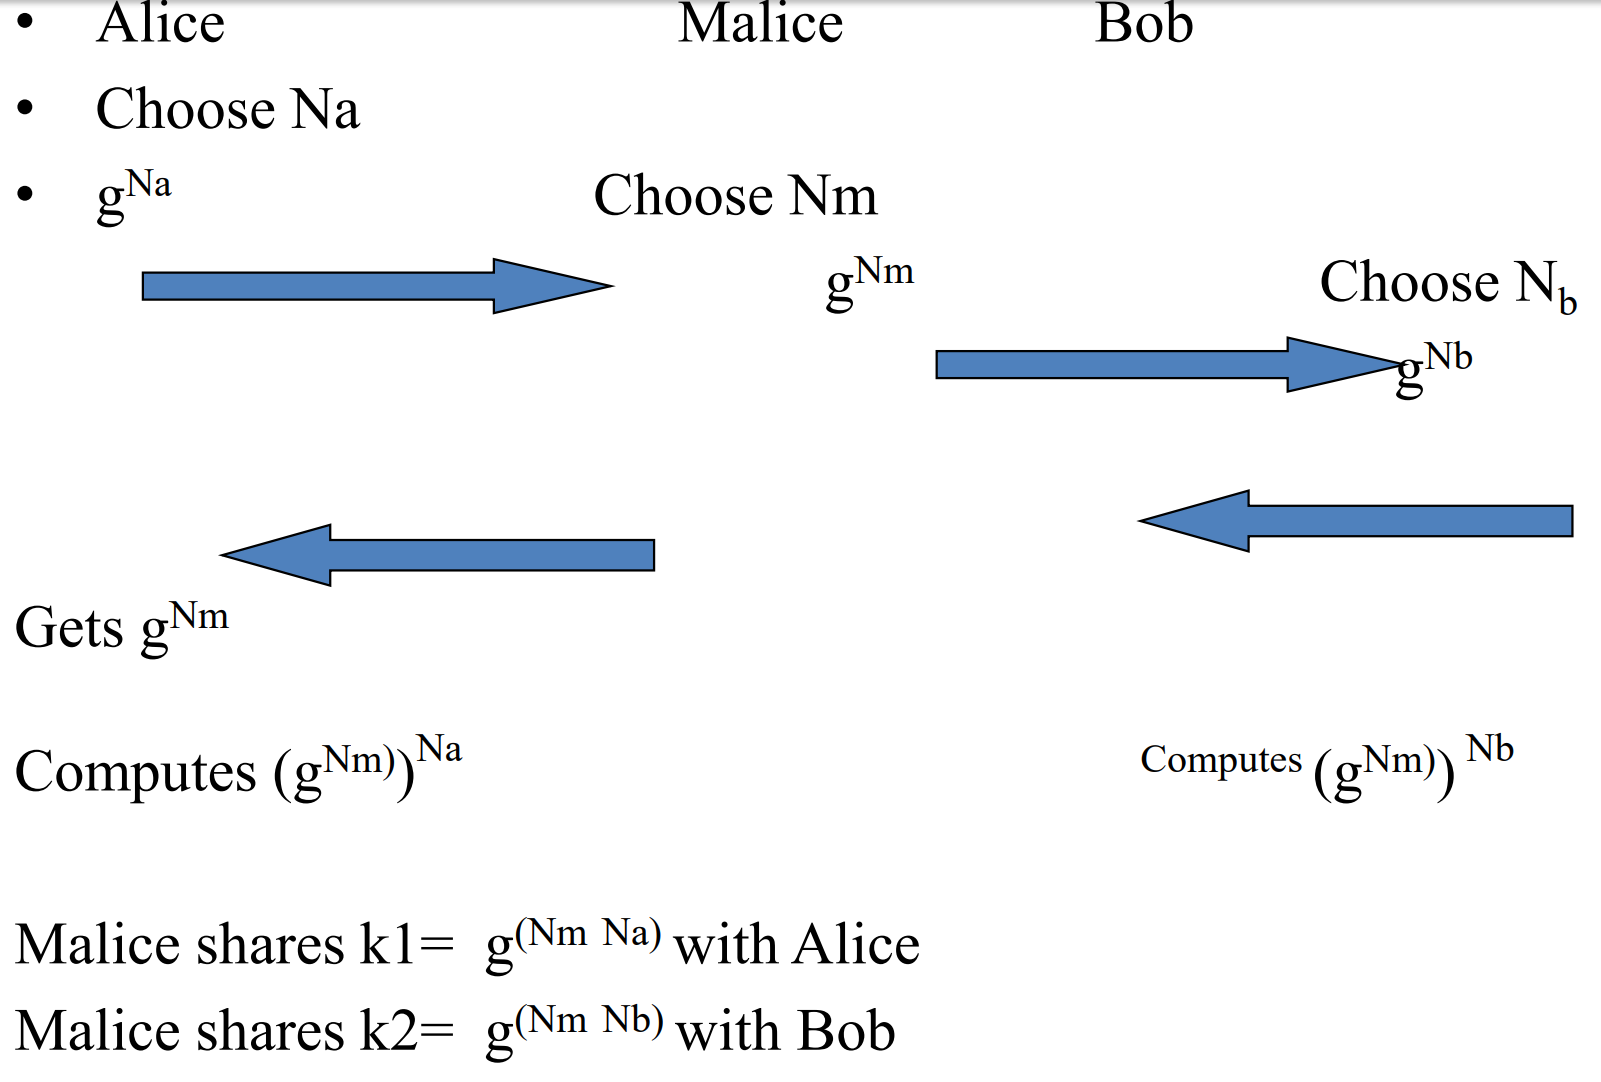 • Alice Malice Bob
• Choose Na
• g^Na Choose Nm
g^Nm Choose N_b
g^Nb
Gets g^Nm
Computes (g^Nm))^Na Computes (g^Nm))^Nb
Malice shares k1= g^(Nm Na) with Alice
Malice shares k2= g^(Nm Nb) with Bob